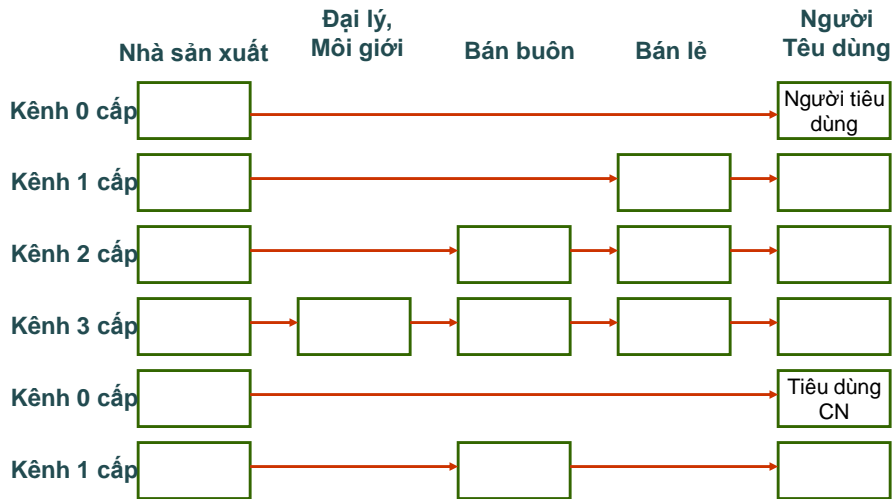 Nhà sản xuất
Đại lý,
Môi giới
Bán buôn
Bán lẻ
Người
Têu dùng
Kênh 0 cấp
Người tiêu
dùng
Kênh 1 cấp
Kênh 2 cấp
Kênh 3 cấp
Kênh 0 cấp
Tiêu dùng
CN
Kênh 1 cấp